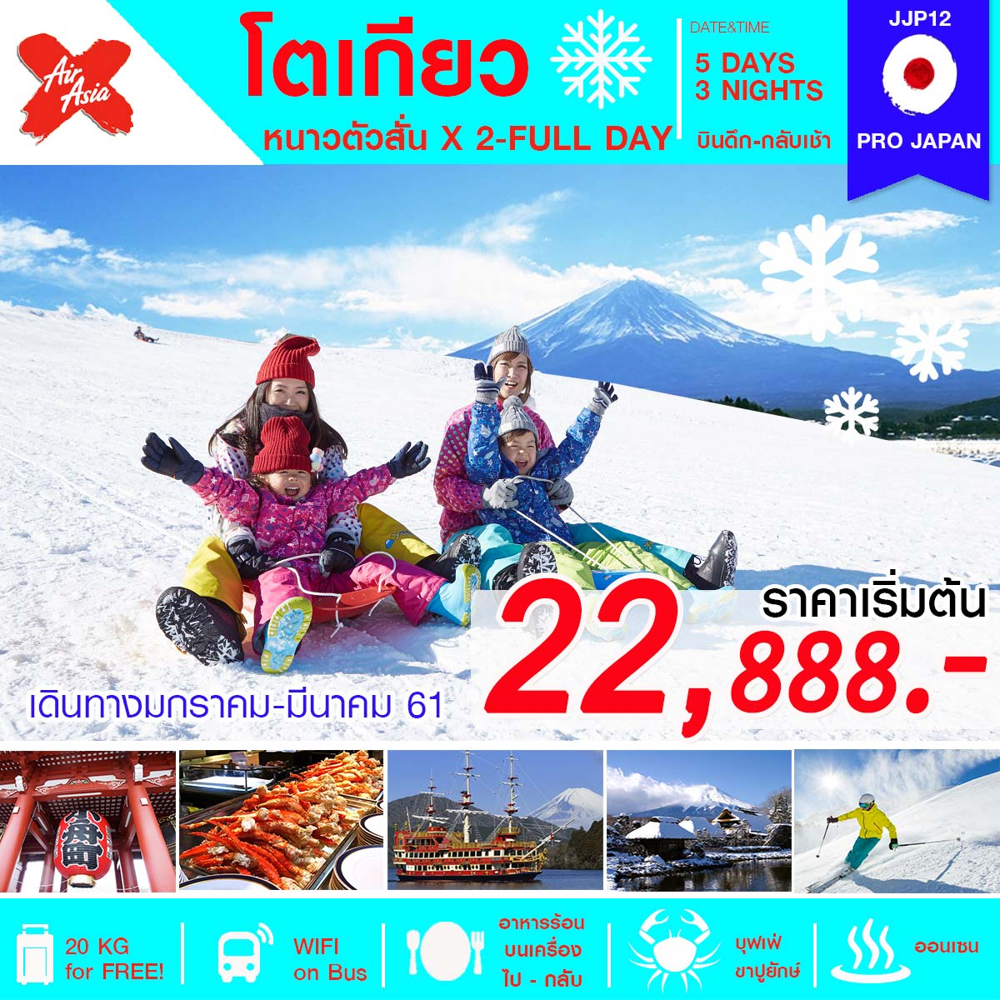 Air
Asia
X
โตเกียว
หนาวตัวสั่น X 2-FULL DAY
DATE&TIME
5 DAYS
3 NIGHTS
บินดึก-กลับเช้า
JJP12
PRO JAPAN
ราคาเริ่มต้น
22,888.-
เดินทางมกราคม-มีนาคม 61
小舟町
20 KG
for FREE!
WIFI
on Bus
อาหารร้อน
บนเครื่อง
ไป - กลับ
บุฟเฟ่
ขาปูยักษ์
ออนเซน